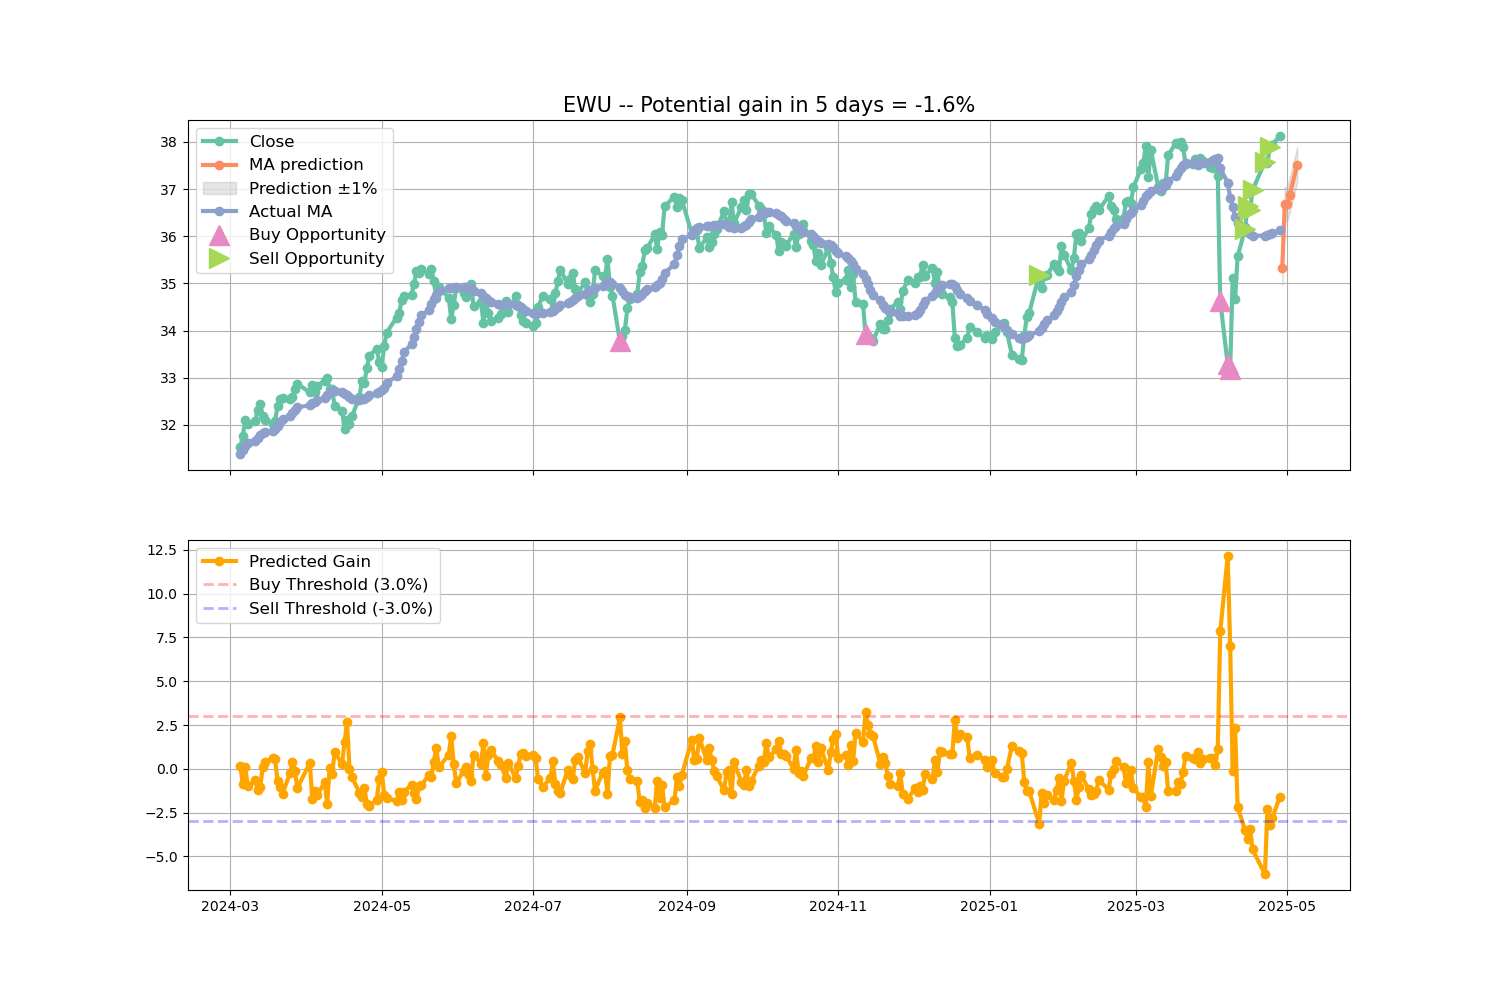 EWU -- Potential gain in 5 days = -1.6%
Close
MA prediction
Prediction ±1%
Actual MA
Buy Opportunity
Sell Opportunity
38
37
36
35
34
33
32
Predicted Gain
Buy Threshold (3.0%)
Sell Threshold (-3.0%)
12.5
10.0
7.5
5.0
2.5
0.0
−2.5
−5.0
2024-03 2024-05 2024-07 2024-09 2024-11 2025-01 2025-03 2025-05